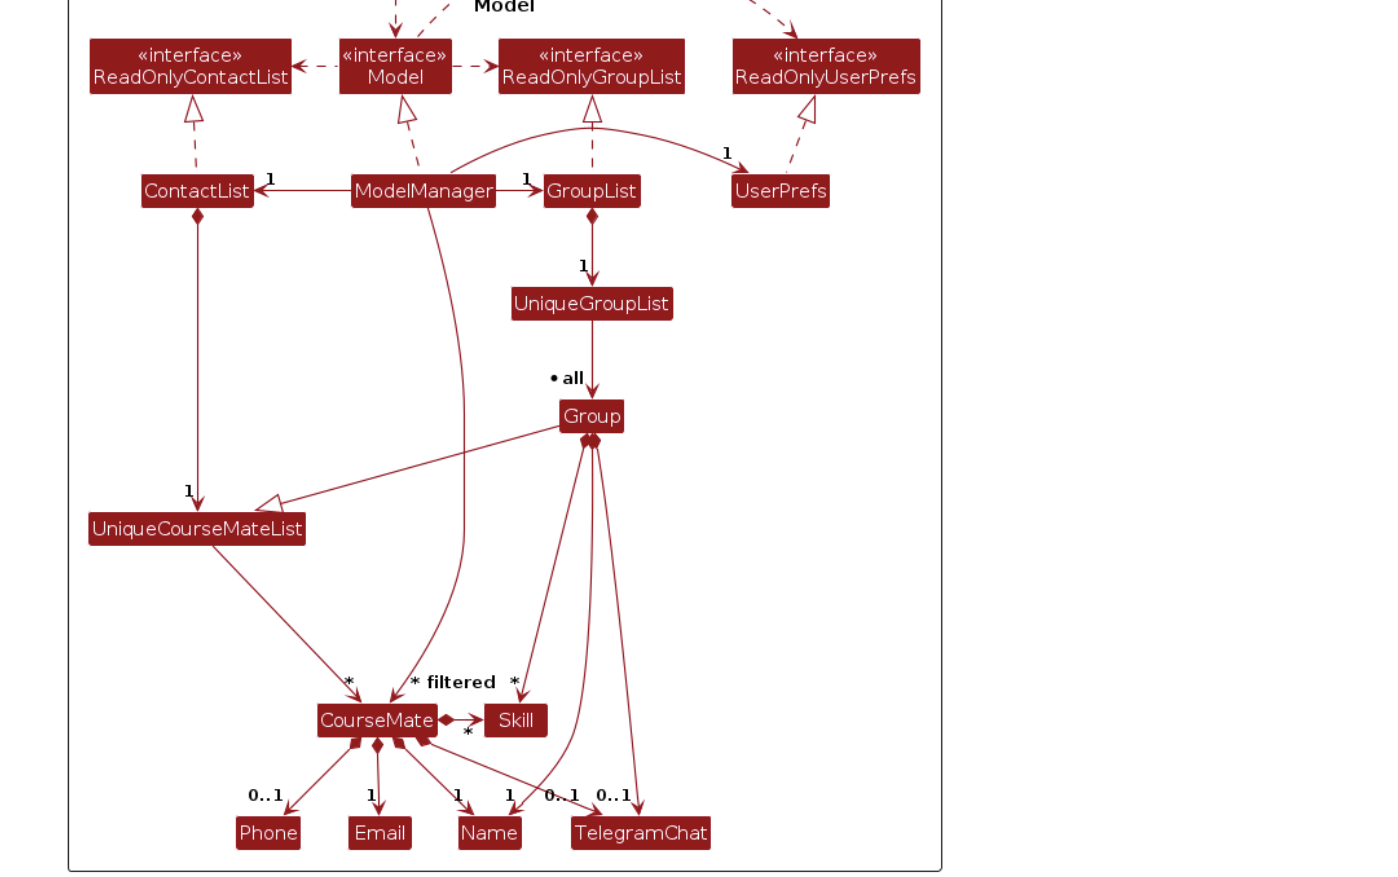 Model
«interface»
ReadOnlyContactList
«interface»
Model
«interface»
ReadOnlyGroupList
«interface»
ReadOnlyUserPrefs
1
ContactList
1
ModelManager
1
GroupList
UserPrefs
1
UniqueGroupList
• all
Group
1
UniqueCourseMateList
*
* filtered
*
CourseMate
*
Skill
0..1
1
1
1
0..1
0..1
Phone
Email
Name
TelegramChat